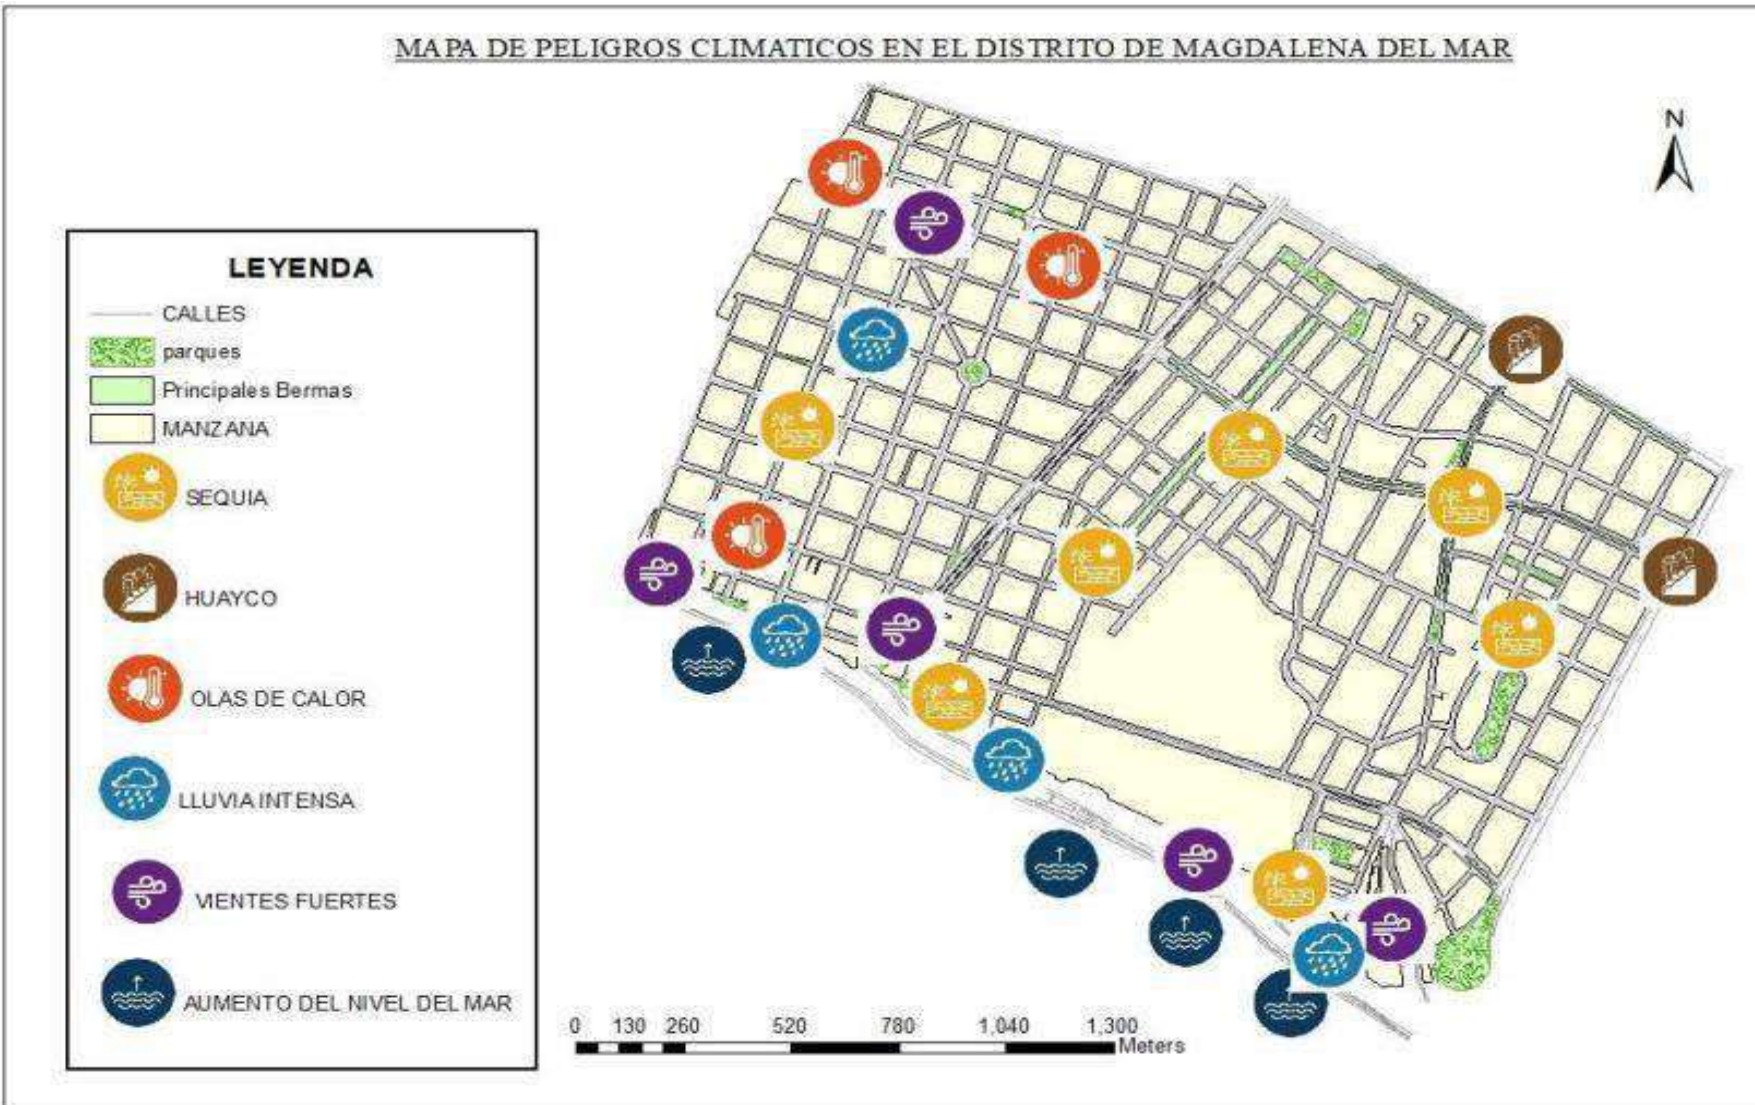 MAPA DE PELIGROS CLIMATICOS EN EL DISTRITO DE MAGDALENA DEL MAR
N
LEYENDA
CALLES
parques
Principales Bermas
MANZANA
SEQUIA
HUAYCO
OLAS DE CALOR
LLUVIA INTENSA
VIENTES FUERTES
AUMENTO DEL NIVEL DEL MAR
0 130 260 520 780 1,040 1,300
Meters